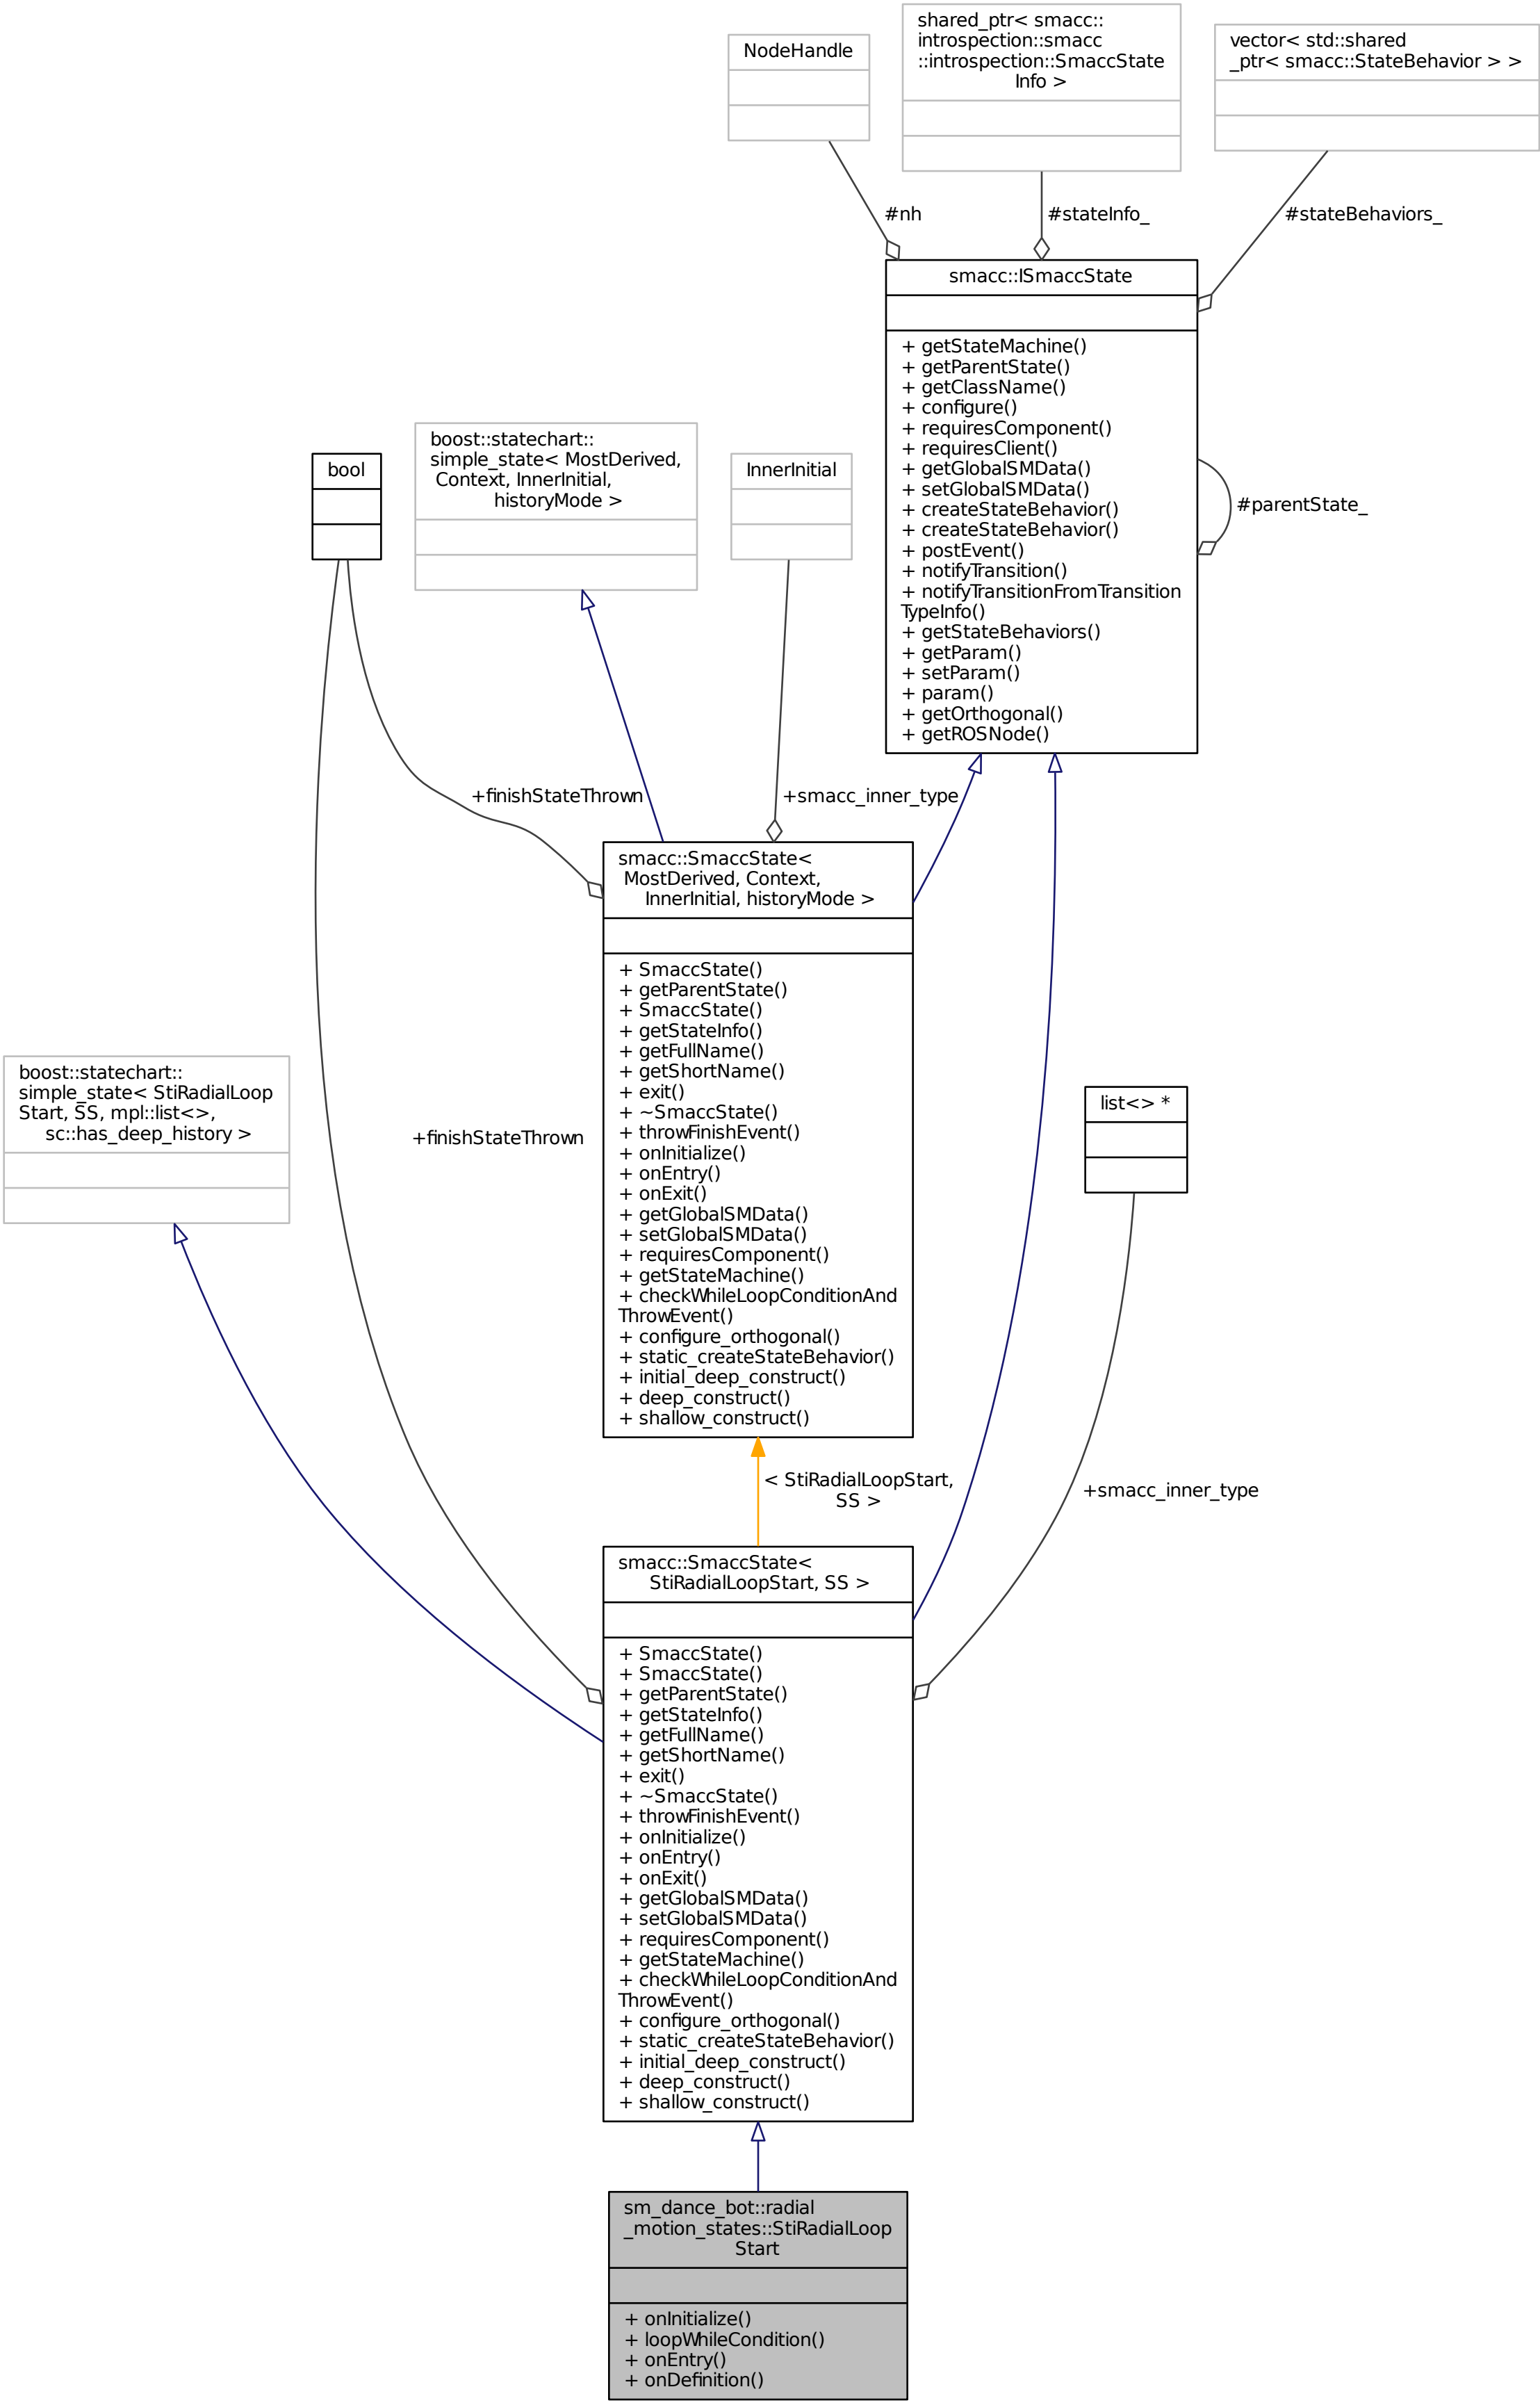 NodeHandle
shared_ptr< smacc::
introspection::smacc
::introspection::SmaccState
Info >
vector< std::shared
_ptr< smacc::StateBehavior > >
#nh
#stateInfo_
#stateBehaviors_
smacc::ISmaccState
+ getStateMachine()
+ getParentState()
+ getClassName()
+ configure()
+ requiresComponent()
+ requiresClient()
+ getGlobalSMData()
+ setGlobalSMData()
+ createStateBehavior()
+ createStateBehavior()
+ postEvent()
+ notifyTransition()
+ notifyTransitionFromTransition
TypeInfo()
+ getStateBehaviors()
+ getParam()
+ setParam()
+ param()
+ getOrthogonal()
+ getROSNode()
#parentState_
bool
boost::statechart::
simple_state< MostDerived,
Context, InnerInitial,
historyMode >
InnerInitial
+finishStateThrown
+smacc_inner_type
smacc::SmaccState<
MostDerived, Context,
InnerInitial, historyMode >
+ SmaccState()
+ getParentState()
+ SmaccState()
+ getStateInfo()
+ getFullName()
+ getShortName()
+ exit()
+ ~SmaccState()
+ throwFinishEvent()
+ onInitialize()
+ onEntry()
+ onExit()
+ getGlobalSMData()
+ setGlobalSMData()
+ requiresComponent()
+ getStateMachine()
+ checkWhileLoopConditionAnd
ThrowEvent()
+ configure_orthogonal()
+ static_createStateBehavior()
+ initial_deep_construct()
+ deep_construct()
+ shallow_construct()
boost::statechart::
simple_state< StiRadialLoop
Start, SS, mpl::list<>,
sc::has_deep_history >
+finishStateThrown
list<> *
< StiRadialLoopStart,
SS >
+smacc_inner_type
smacc::SmaccState<
StiRadialLoopStart, SS >
+ SmaccState()
+ SmaccState()
+ getParentState()
+ getStateInfo()
+ getFullName()
+ getShortName()
+ exit()
+ ~SmaccState()
+ throwFinishEvent()
+ onInitialize()
+ onEntry()
+ onExit()
+ getGlobalSMData()
+ setGlobalSMData()
+ requiresComponent()
+ getStateMachine()
+ checkWhileLoopConditionAnd
ThrowEvent()
+ configure_orthogonal()
+ static_createStateBehavior()
+ initial_deep_construct()
+ deep_construct()
+ shallow_construct()
sm_dance_bot::radial
_motion_states::StiRadialLoop
Start
+ onInitialize()
+ loopWhileCondition()
+ onEntry()
+ onDefinition()